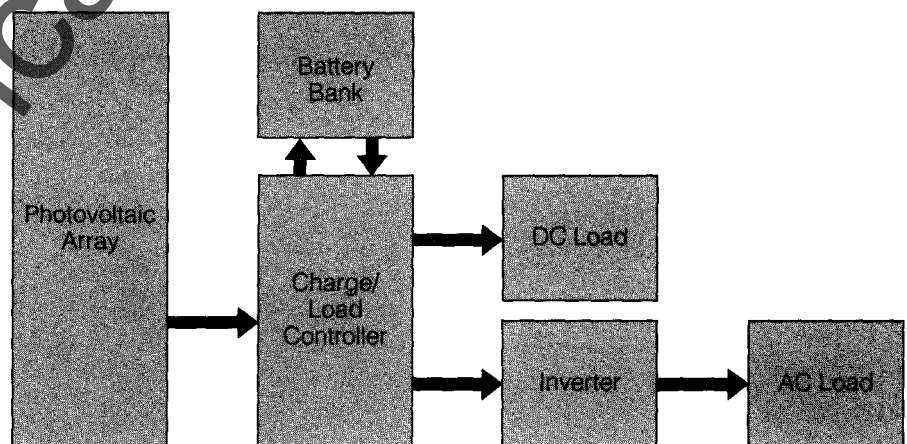 Battery
Bank
Photovoltaic
Array
DC Load
Charge/
Load
Controller
Inverter
AC Load